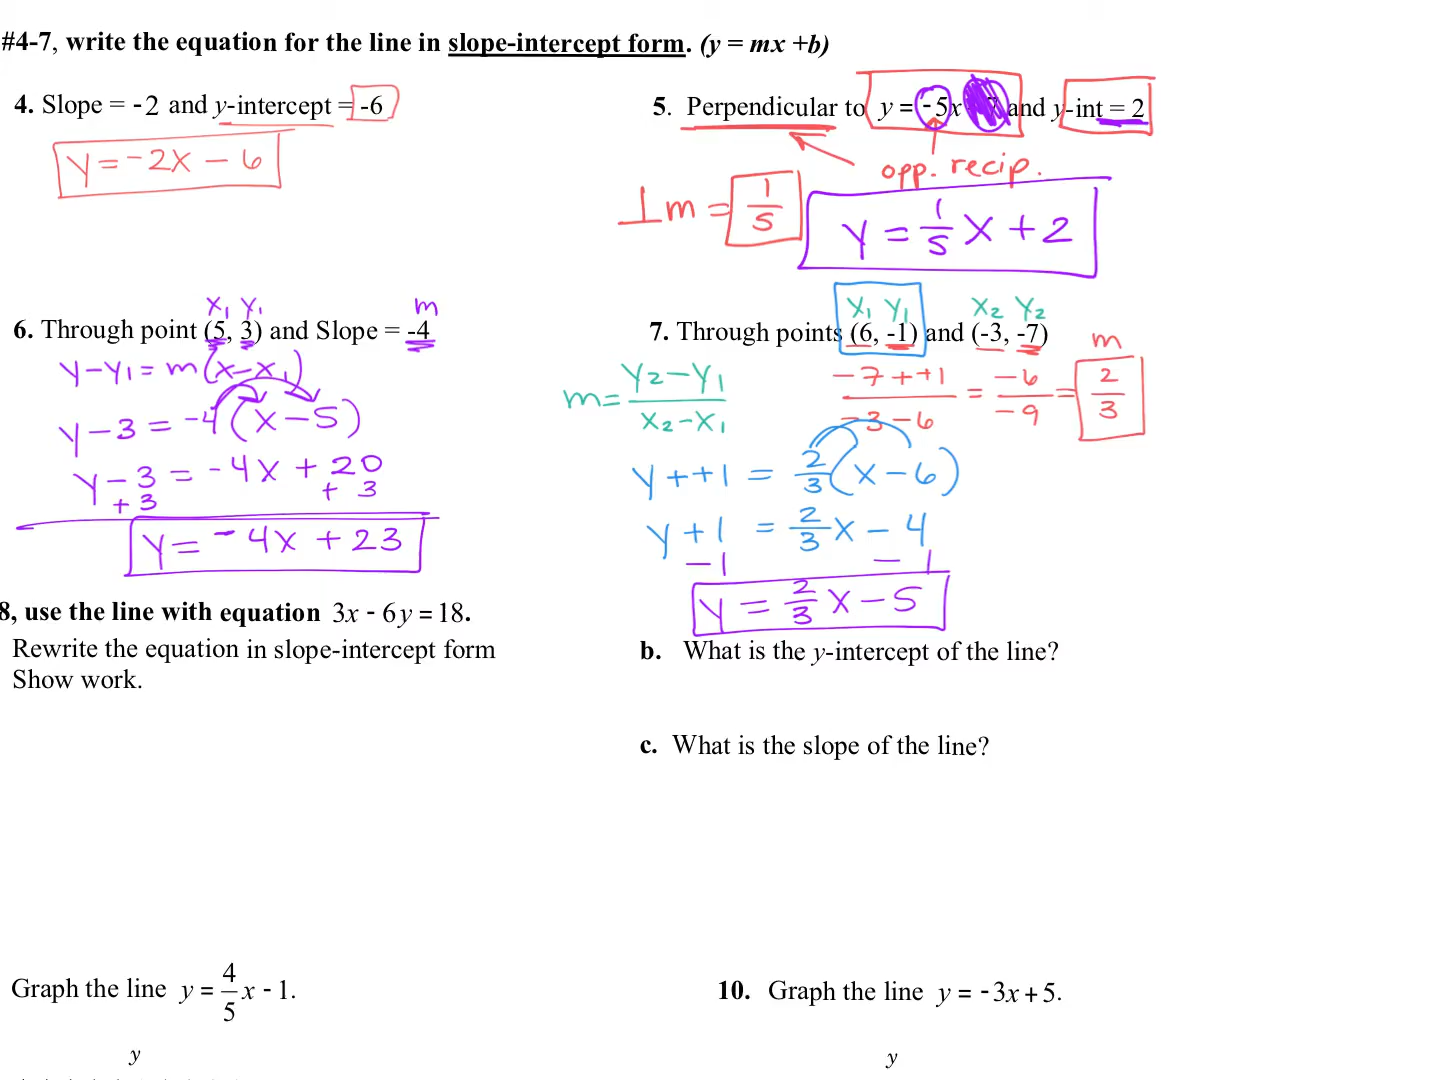 #4-7, write the equation for the line in slope-intercept form. (y = mx +b)
4. Slope = -2 and y-intercept = -6
y = -2x - 6
5. Perpendicular to y = -5x and y-int = 2
opp. recip.
⊥m = 1/5
y = 1/5 x + 2
x₁ y₁ m
6. Through point (5, 3) and Slope = -4
y - y₁ = m(x - x₁)
y - 3 = -4(x - 5)
y - 3 = -4x + 20
+ 3 + 3
y = -4x + 23
x₁ y₁ x₂ y₂
7. Through points (6, -1) and (-3, -7)
m
m = y₂ - y₁ / x₂ - x₁
-7 + +1 / -3 - 6 = -6 / -9 = 2/3
y + +1 = 2/3 (x - 6)
y + 1 = 2/3 x - 4
- 1 - 1
y = 2/3 x - 5
8, use the line with equation 3x - 6y = 18.
Rewrite the equation in slope-intercept form
Show work.
b. What is the y-intercept of the line?
c. What is the slope of the line?
Graph the line y = 4/5 x - 1.
y
10. Graph the line y = -3x + 5.
y